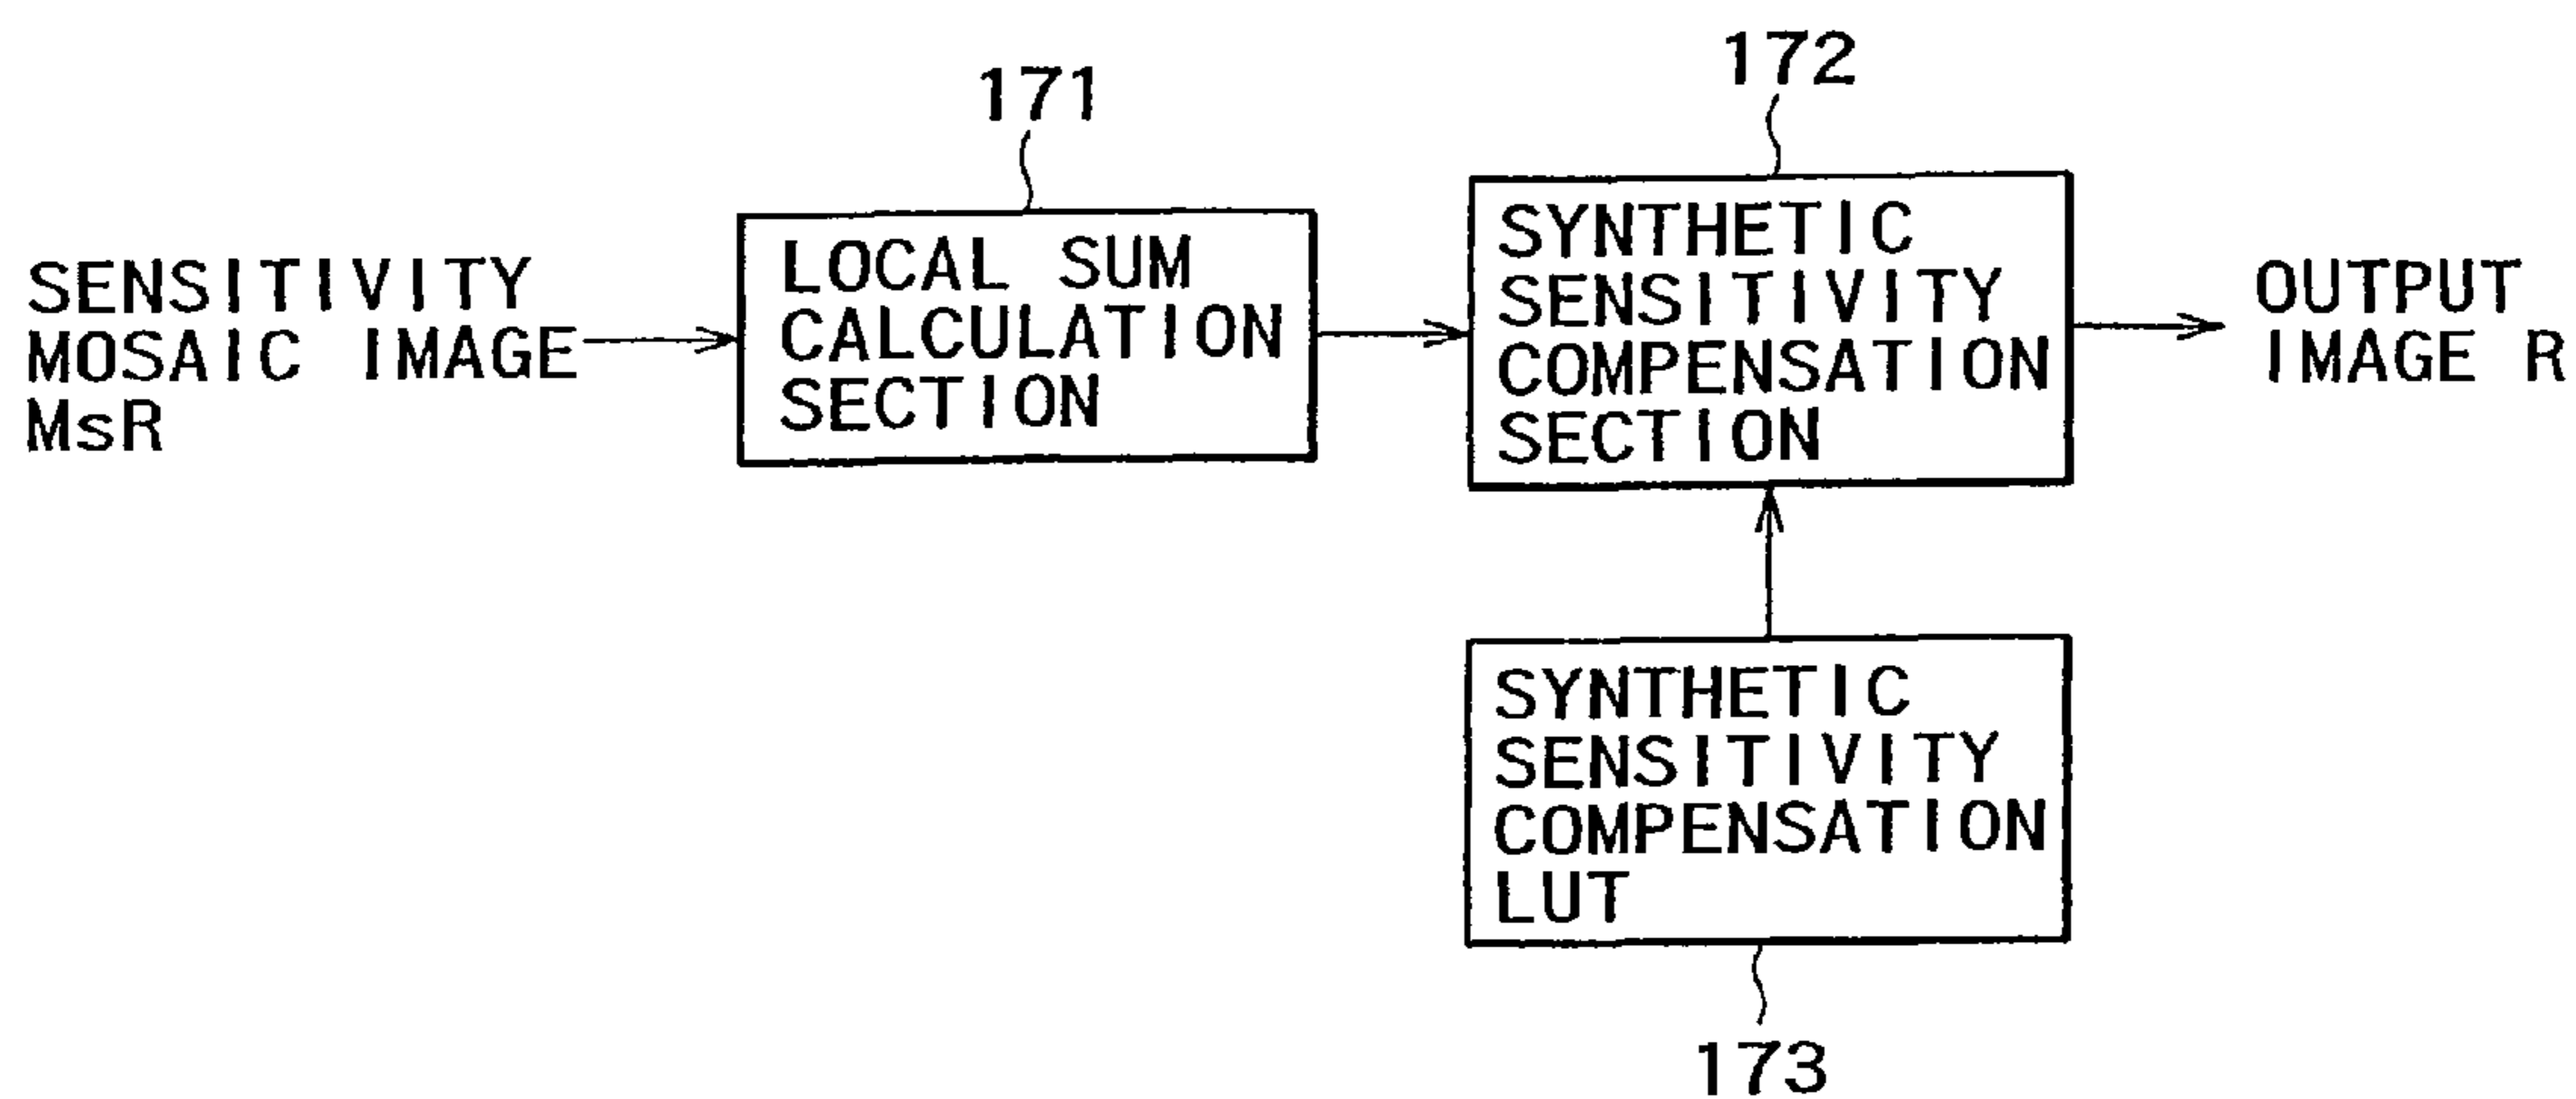 171
172
SENSITIVITY
MOSAIC IMAGE
MsR
LOCAL SUM
CALCULATION
SECTION
SYNTHETIC
SENSITIVITY
COMPENSATION
SECTION
OUTPUT
IMAGE R
SYNTHETIC
SENSITIVITY
COMPENSATION
LUT
173